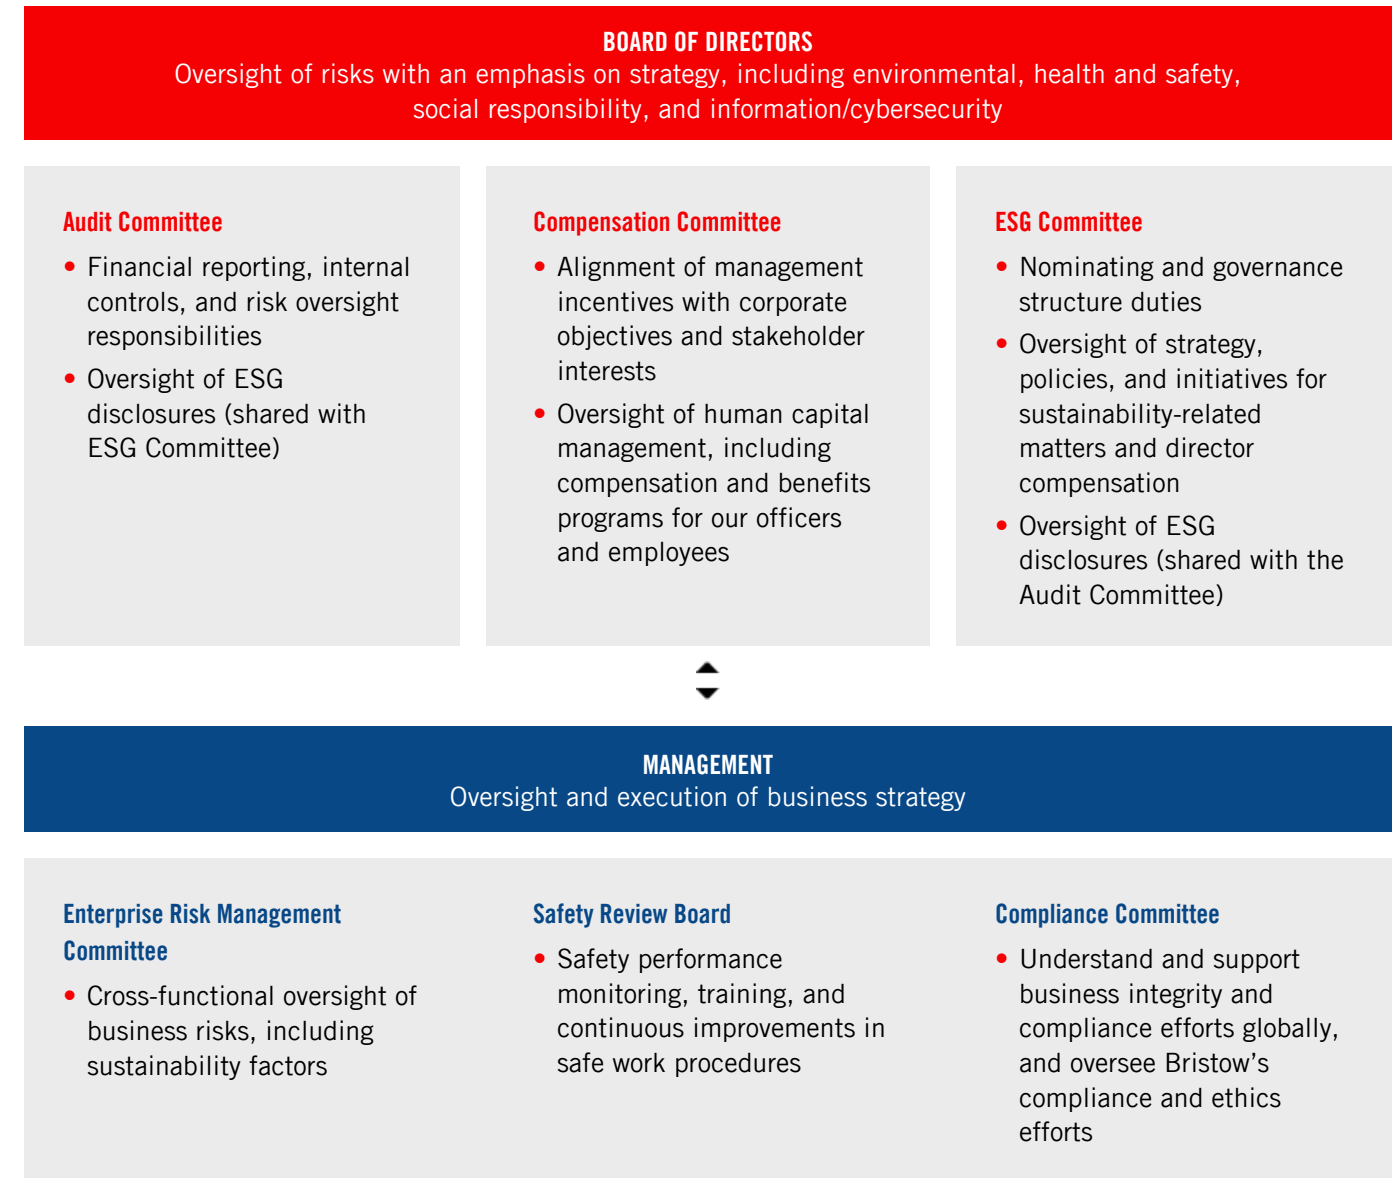 BOARD OF DIRECTORS
Oversight of risks with an emphasis on strategy, including environmental, health and safety,
social responsibility, and information/cybersecurity
Audit Committee
• Financial reporting, internal
controls, and risk oversight
responsibilities
• Oversight of ESG
disclosures (shared with
ESG Committee)
Compensation Committee
• Alignment of management
incentives with corporate
objectives and stakeholder
interests
• Oversight of human capital
management, including
compensation and benefits
programs for our officers
and employees
ESG Committee
• Nominating and governance
structure duties
• Oversight of strategy,
policies, and initiatives for
sustainability-related
matters and director
compensation
• Oversight of ESG
disclosures (shared with the
Audit Committee)
MANAGEMENT
Oversight and execution of business strategy
Enterprise Risk Management
Committee
• Cross-functional oversight of
business risks, including
sustainability factors
Safety Review Board
• Safety performance
monitoring, training, and
continuous improvements in
safe work procedures
Compliance Committee
• Understand and support
business integrity and
compliance efforts globally,
and oversee Bristow’s
compliance and ethics
efforts